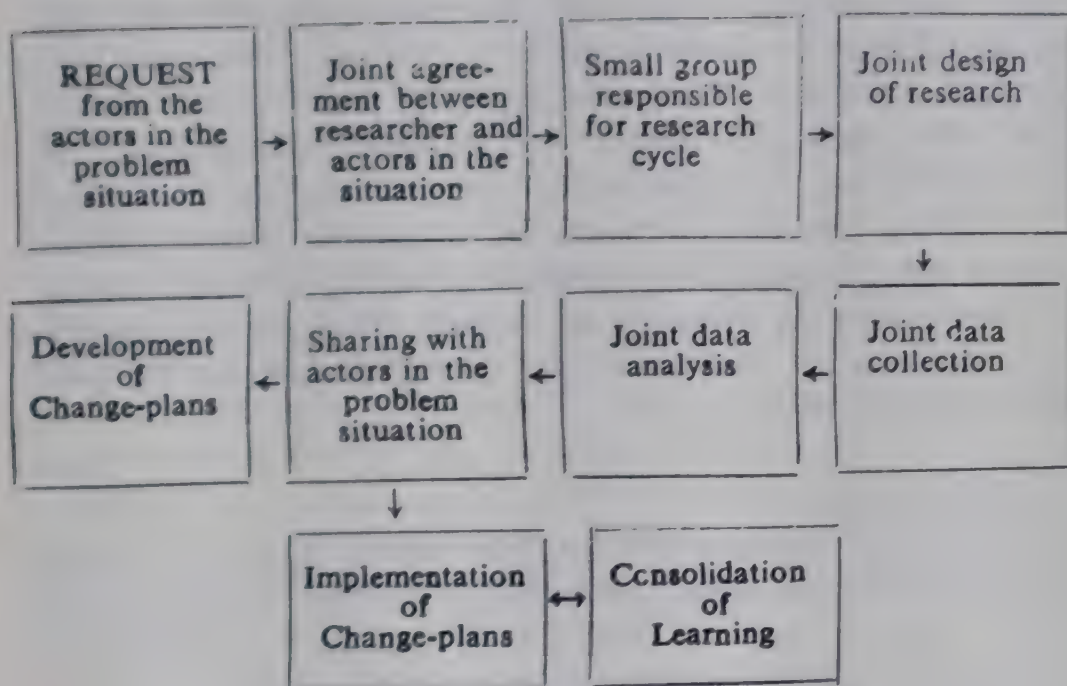 REQUEST
from the
actors in the
problem
situation
Joint agree-
ment between
researcher and
actors in the
situation
Small group
responsible
for research
cycle
Joint design
of research
Development
of
Change-plans
Sharing with
actors in the
problem
situation
Joint data
analysis
Joint data
collection
Implementation
of
Change-plans
Consolidation
of
Learning